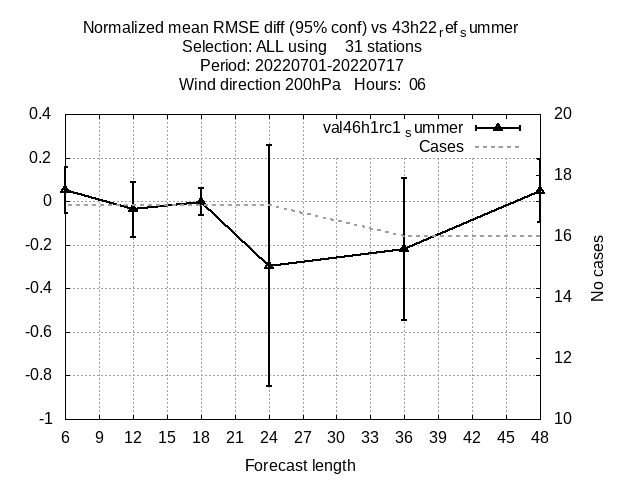 Normalized mean RMSE diff (95% conf) vs 43h22refsummer
Selection: ALL using    31 stations
Period: 20220701-20220717
Wind direction 200hPa   Hours:  06
val46h1rc1summer
Cases
0.4
0.2
0
-0.2
-0.4
-0.6
-0.8
-1
20
18
16
14
12
10
No cases
6 9 12 15 18 21 24 27 30 33 36 39 42 45 48
Forecast length